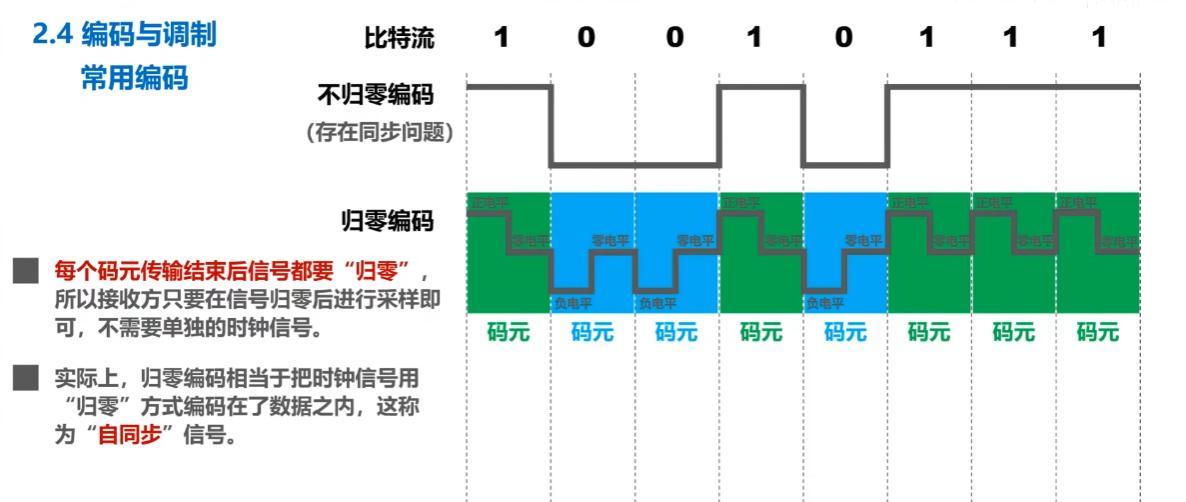 2.4 编码与调制
常用编码
比特流 1 0 0 1 0 1 1 1
不归零编码
（存在同步问题）
归零编码
正电平 正电平 正电平 正电平 正电平
零电平 零电平 零电平 零电平 零电平 零电平 零电平 零电平
负电平 负电平 负电平
码元 码元 码元 码元 码元 码元 码元 码元
每个码元传输结束后信号都要“归零”，
所以接收方只要在信号归零后进行采样即
可，不需要单独的时钟信号。
实际上，归零编码相当于把时钟信号用
“归零”方式编码在了数据之内，这称
为“自同步”信号。